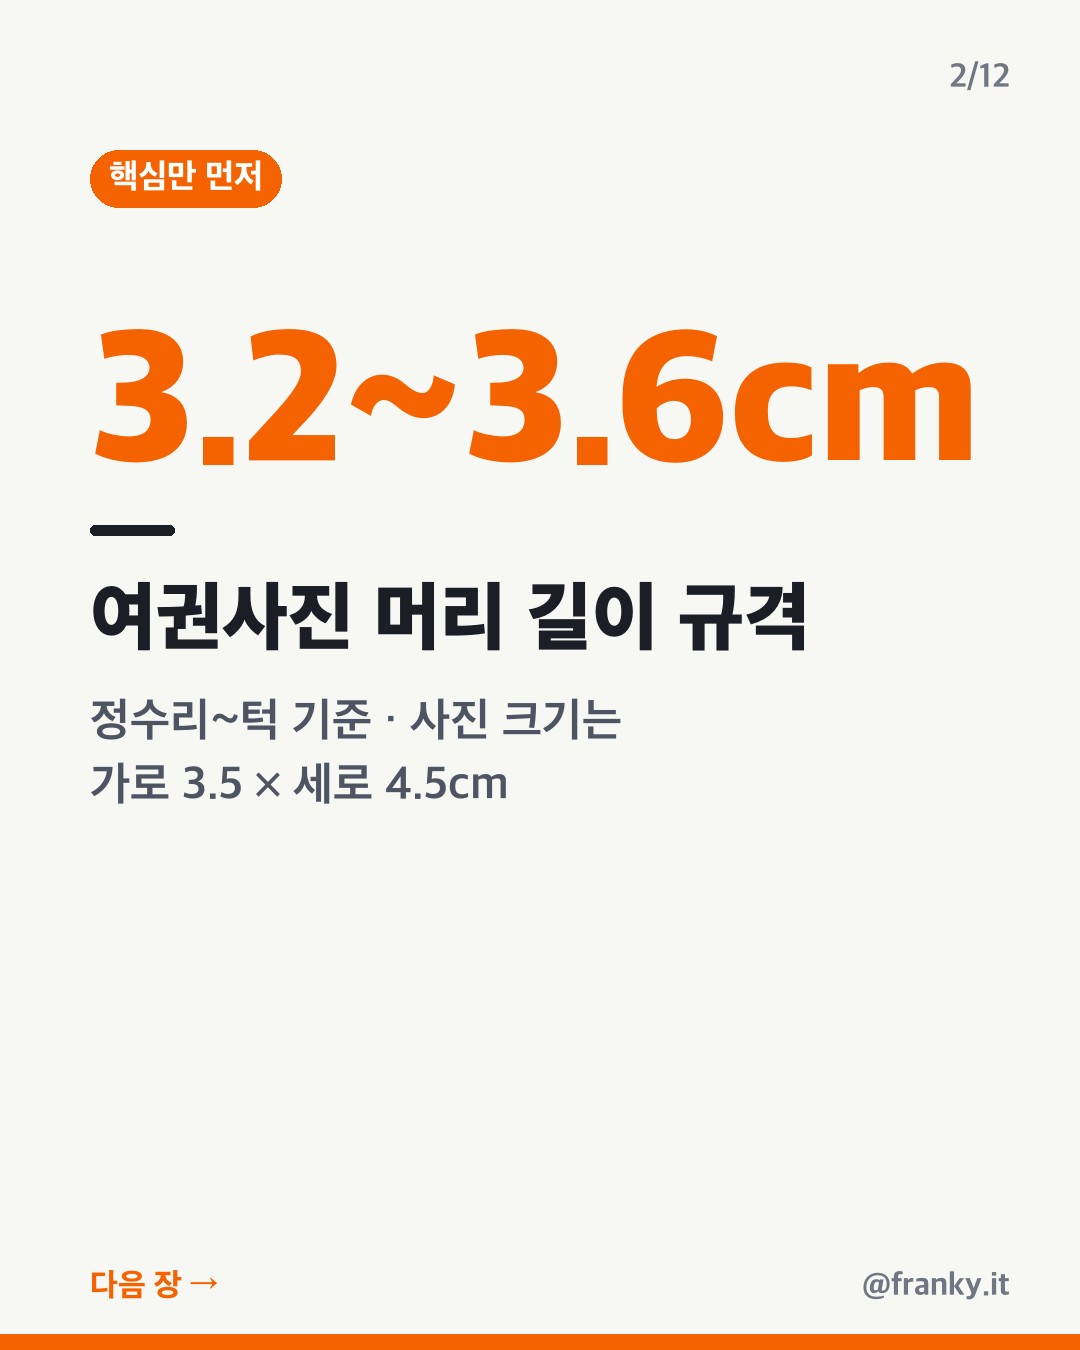 2/12
핵심만 먼저
3.2~3.6cm
여권사진 머리 길이 규격
정수리~턱 기준 · 사진 크기는
가로 3.5 × 세로 4.5cm
다음 장 →
@franky.it